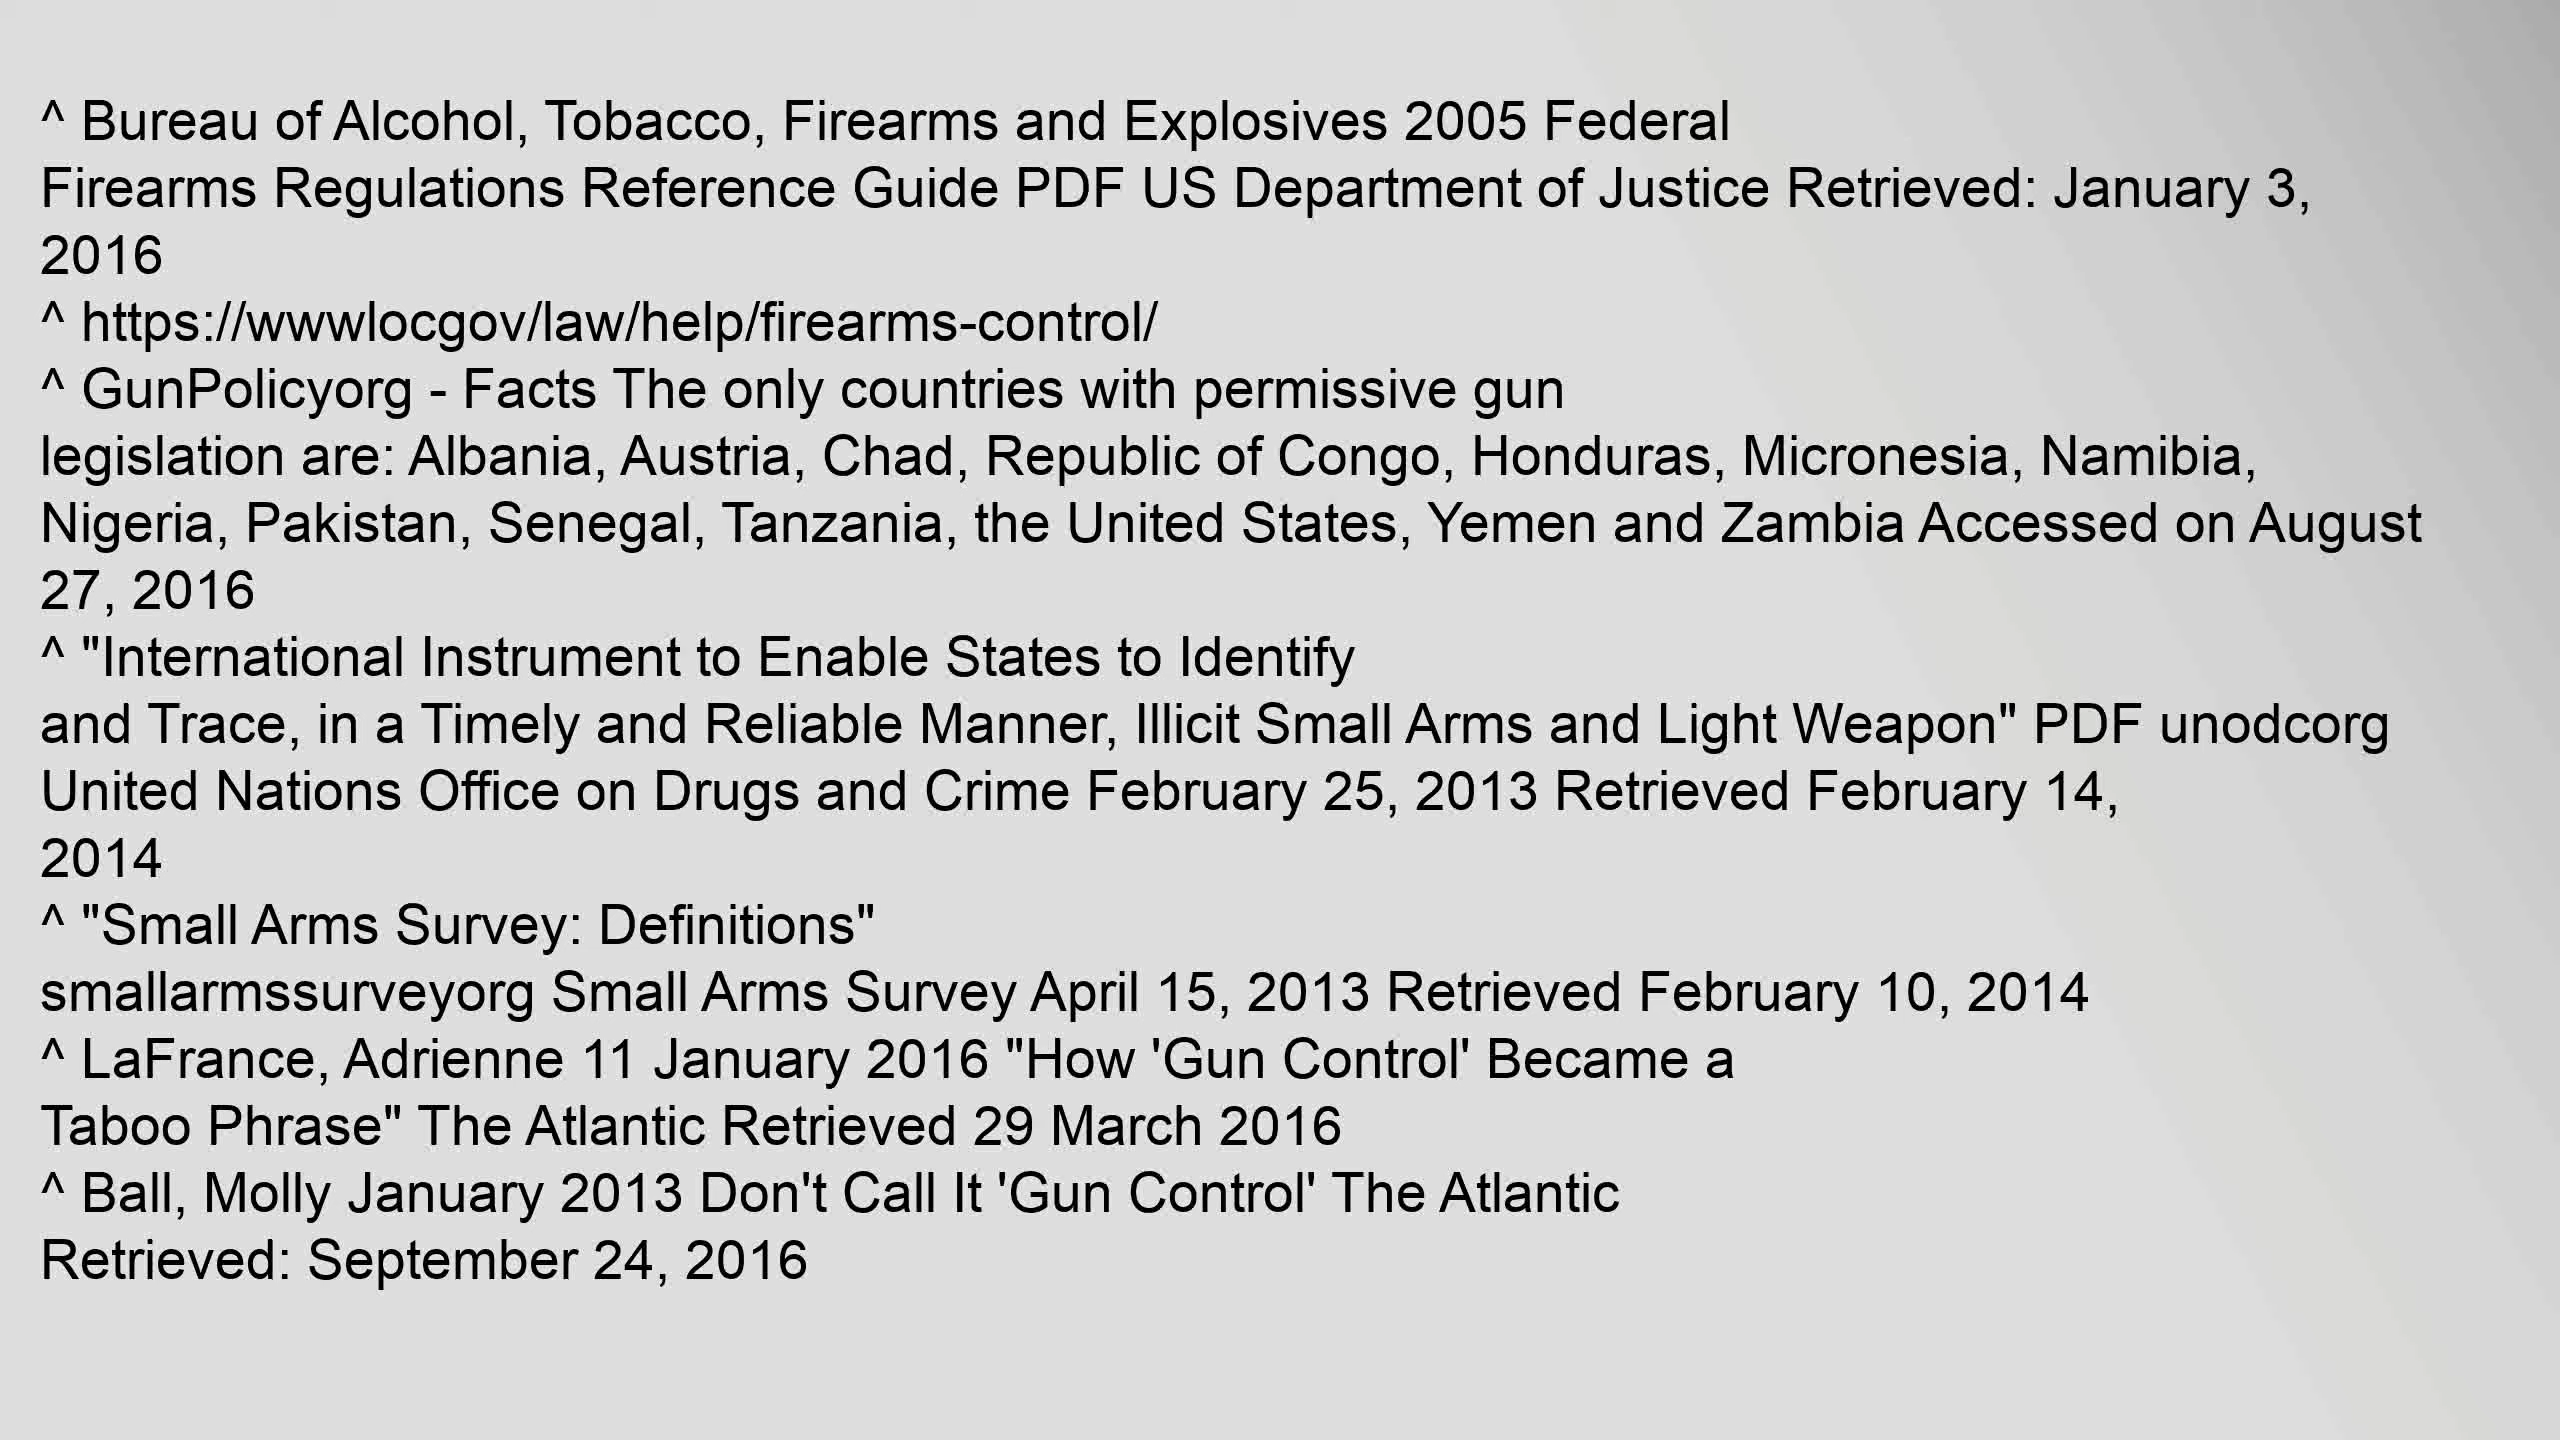 ^ Bureau of Alcohol, Tobacco, Firearms and Explosives 2005 Federal
Firearms Regulations Reference Guide PDF US Department of Justice Retrieved: January 3,
2016
^ https://wwwlocgov/law/help/firearms-control/
^ GunPolicyorg - Facts The only countries with permissive gun
legislation are: Albania, Austria, Chad, Republic of Congo, Honduras, Micronesia, Namibia,
Nigeria, Pakistan, Senegal, Tanzania, the United States, Yemen and Zambia Accessed on August
27, 2016
^ "International Instrument to Enable States to Identify
and Trace, in a Timely and Reliable Manner, Illicit Small Arms and Light Weapon" PDF unodcorg
United Nations Office on Drugs and Crime February 25, 2013 Retrieved February 14,
2014
^ "Small Arms Survey: Definitions"
smallarmssurveyorg Small Arms Survey April 15, 2013 Retrieved February 10, 2014
^ LaFrance, Adrienne 11 January 2016 "How 'Gun Control' Became a
Taboo Phrase" The Atlantic Retrieved 29 March 2016
^ Ball, Molly January 2013 Don't Call It 'Gun Control' The Atlantic
Retrieved: September 24, 2016